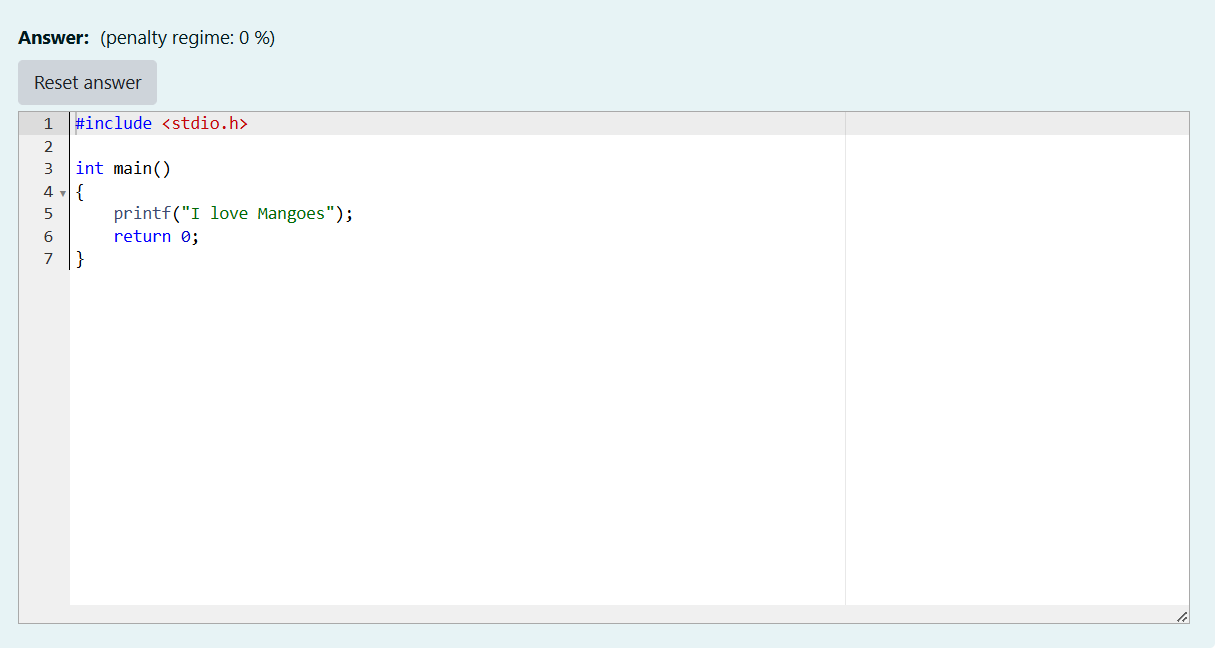 Answer: (penalty regime: 0 %)
Reset answer
1 #include <stdio.h>
2
3 int main()
4 {
5     printf("I love Mangoes");
6     return 0;
7 }